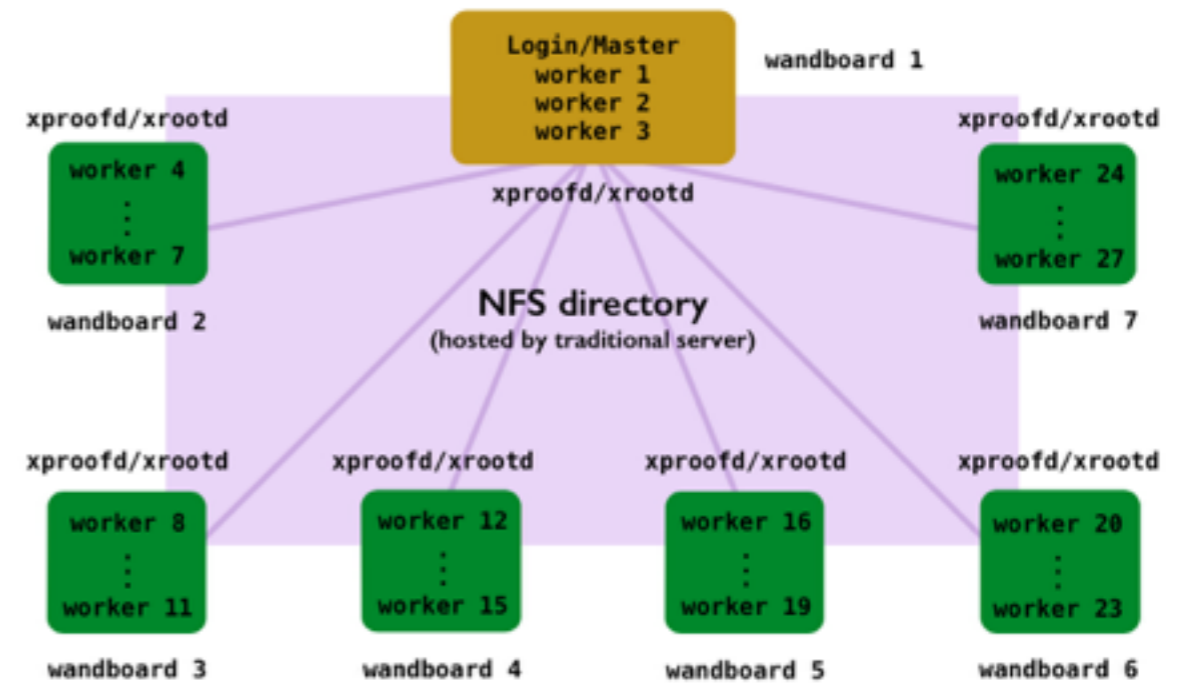 Login/Master
worker 1
worker 2
worker 3
wandboard 1
xproofd/xrootd
xproofd/xrootd
worker 4
⋮
worker 7
wandboard 2
xproofd/xrootd
worker 24
⋮
worker 27
wandboard 7
NFS directory
(hosted by traditional server)
xproofd/xrootd
worker 8
⋮
worker 11
wandboard 3
xproofd/xrootd
worker 12
⋮
worker 15
wandboard 4
xproofd/xrootd
worker 16
⋮
worker 19
wandboard 5
xproofd/xrootd
worker 20
⋮
worker 23
wandboard 6